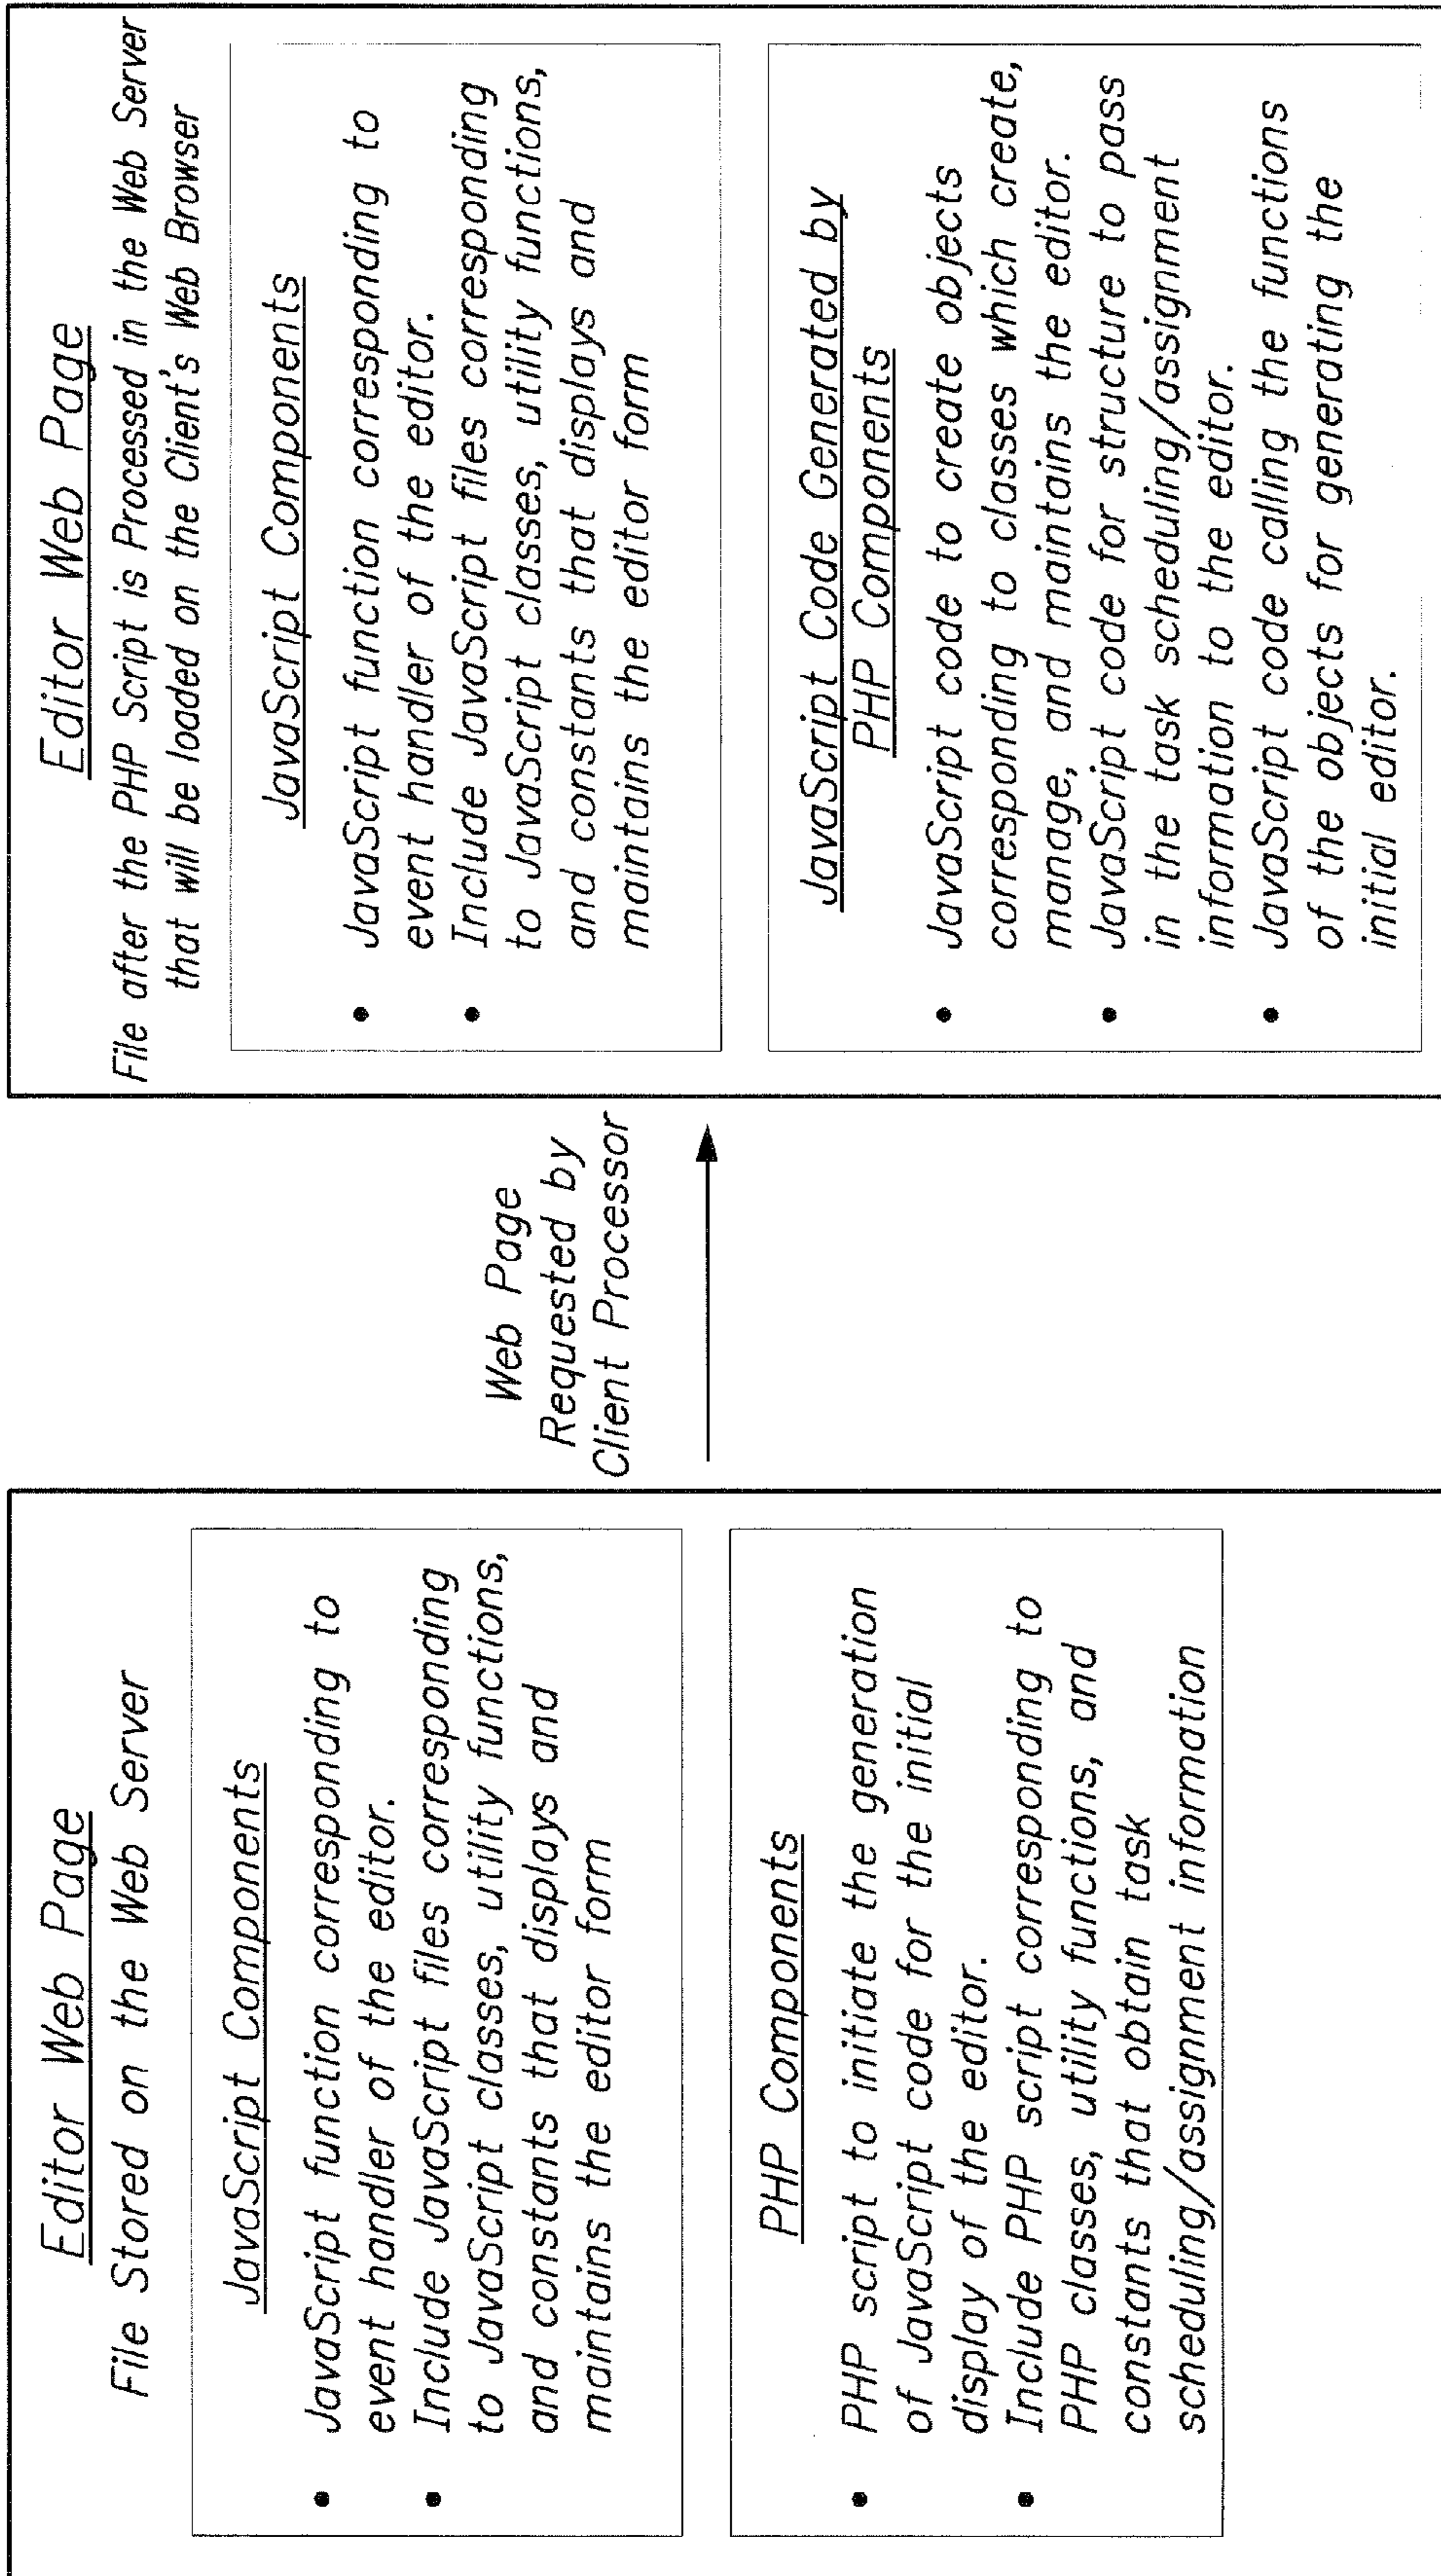 Editor Web Page
File Stored on the Web Server
JavaScript Components
• JavaScript function corresponding to
event handler of the editor.
• Include JavaScript files corresponding
to JavaScript classes, utility functions,
and constants that displays and
maintains the editor form
PHP Components
• PHP script to initiate the generation
of JavaScript code for the initial
display of the editor.
• Include PHP script corresponding to
PHP classes, utility functions, and
constants that obtain task
scheduling/assignment information
Web Page
Requested by
Client Processor
Editor Web Page
File after the PHP Script is Processed in the Web Server
that will be loaded on the Client's Web Browser
JavaScript Components
• JavaScript function corresponding to
event handler of the editor.
• Include JavaScript files corresponding
to JavaScript classes, utility functions,
and constants that displays and
maintains the editor form
JavaScript Code Generated by
PHP Components
• JavaScript code to create objects
corresponding to classes which create,
manage, and maintains the editor.
• JavaScript code for structure to pass
in the task scheduling/assignment
information to the editor.
• JavaScript code calling the functions
of the objects for generating the
initial editor.